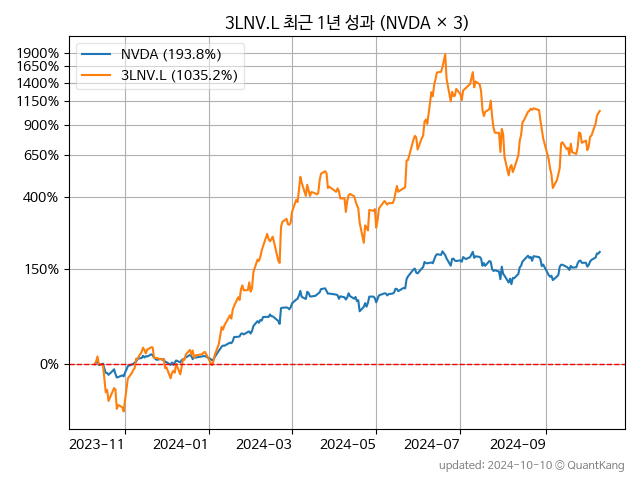 3LNV.L 최근 1년 성과 (NVDA × 3)
NVDA (193.8%)
3LNV.L (1035.2%)
1900%
1650%
1400%
1150%
900%
650%
400%
150%
0%
2023-11 2024-01 2024-03 2024-05 2024-07 2024-09
updated: 2024-10-10 © QuantKang